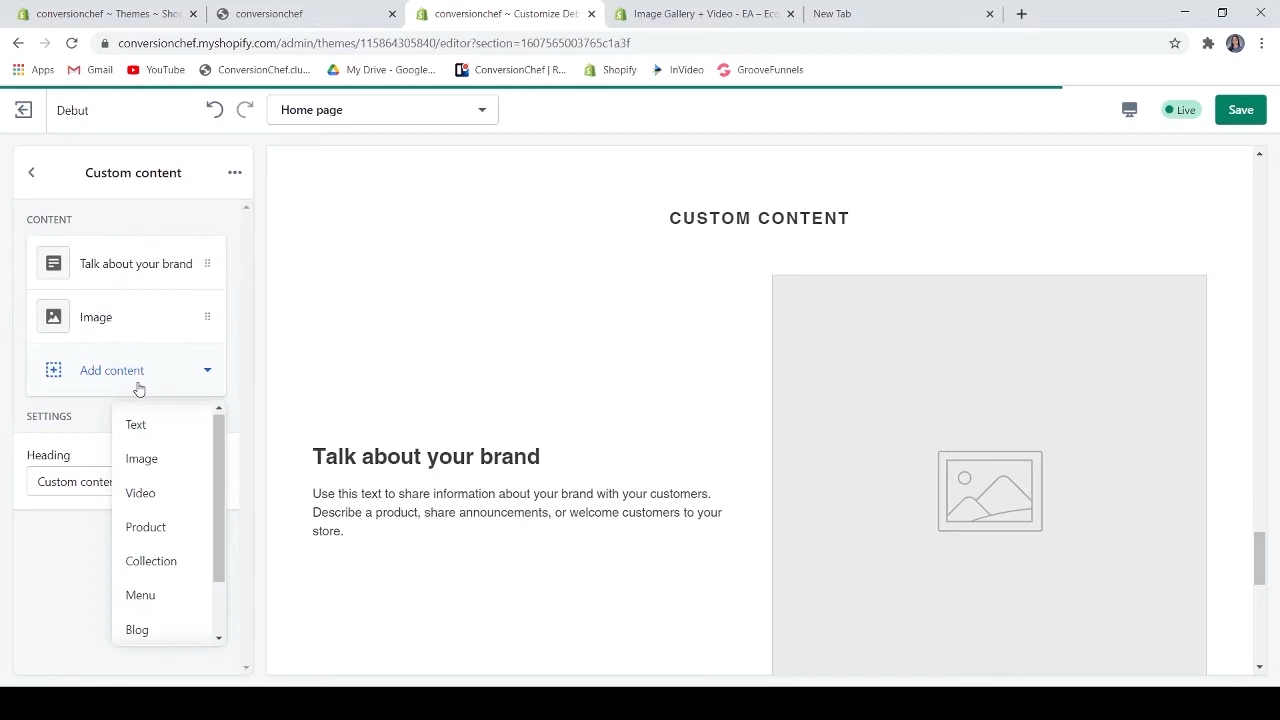 conversionchef ~ Themes ~ Shop
conversionchef
conversionchef ~ Customize Deb
Image Gallery + Video - EA – Eco
New Tab
conversionchef.myshopify.com/admin/themes/115864305840/editor?section=1607565003765c1a3f
Apps
Gmail
YouTube
ConversionChef.clu...
My Drive - Google...
ConversionChef | R...
Shopify
InVideo
GrooveFunnels
Debut
Home page
Live
Save
Custom content
CONTENT
Talk about your brand
Image
Add content
SETTINGS
Heading
Custom conten
Text
Image
Video
Product
Collection
Menu
Blog
CUSTOM CONTENT
Talk about your brand
Use this text to share information about your brand with your customers.
Describe a product, share announcements, or welcome customers to your
store.